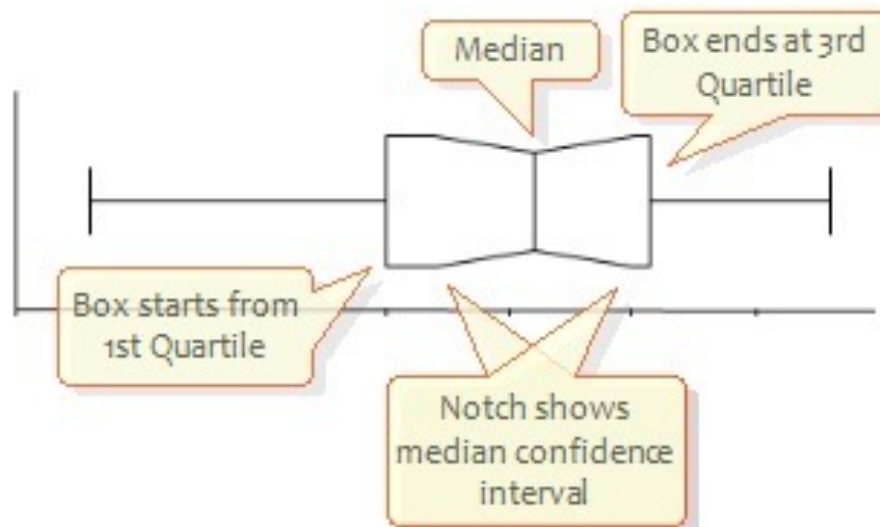 Median
Box ends at 3rd
Quartile
Box starts from
1st Quartile
Notch shows
median confidence
interval